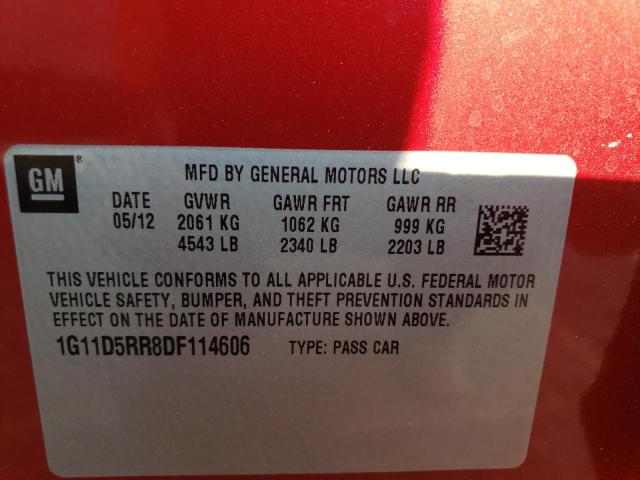 GM ®
MFD BY GENERAL MOTORS LLC
DATE GVWR GAWR FRT GAWR RR
05/12 2061 KG 1062 KG 999 KG
4543 LB 2340 LB 2203 LB
THIS VEHICLE CONFORMS TO ALL APPLICABLE U.S. FEDERAL MOTOR
VEHICLE SAFETY, BUMPER, AND THEFT PREVENTION STANDARDS IN
EFFECT ON THE DATE OF MANUFACTURE SHOWN ABOVE.
1G11D5RR8DF114606 TYPE: PASS CAR